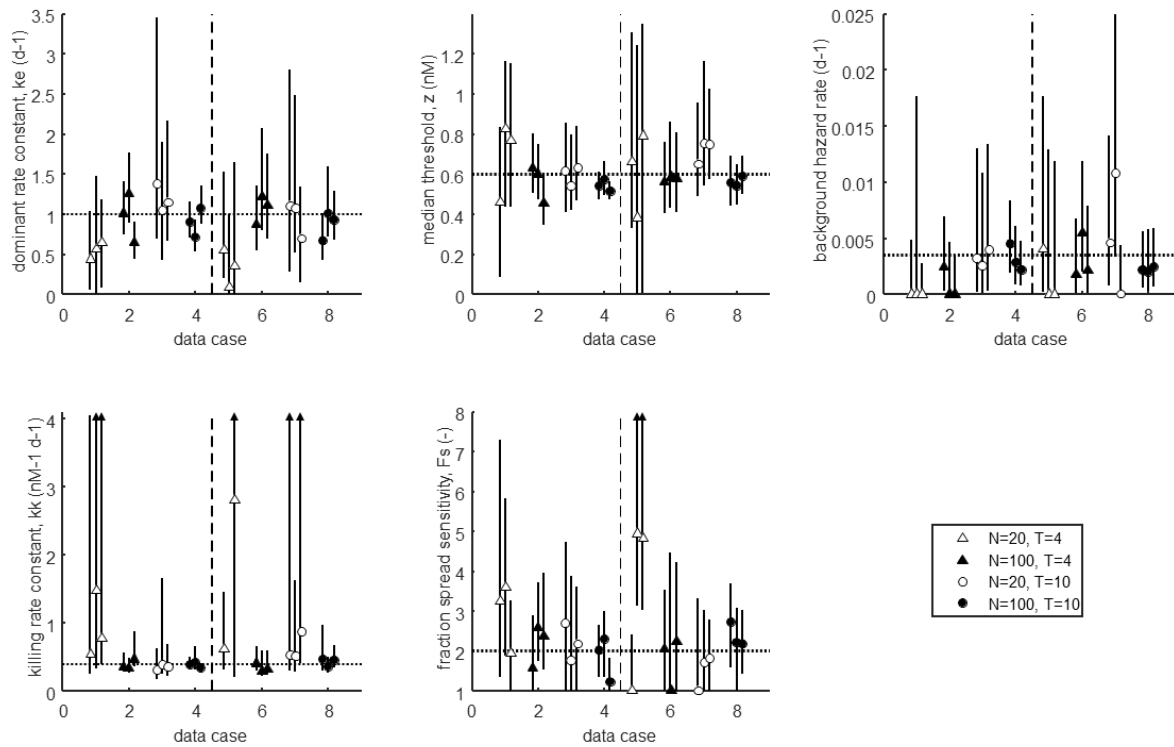 dominant rate constant, ke (d-1)
3.5
3
2.5
2
1.5
1
0.5
0
0 2 4 6 8
data case
median threshold, z (nM)
1.2
1
0.8
0.6
0.4
0.2
0
0 2 4 6 8
data case
background hazard rate (d-1)
0.025
0.02
0.015
0.01
0.005
0
0 2 4 6 8
data case
killing rate constant, kk (nM-1 d-1)
4
3
2
1
0
0 2 4 6 8
data case
fraction spread sensitivity, Fs (-)
8
7
6
5
4
3
2
1
0 2 4 6 8
data case
N=20, T=4
N=100, T=4
N=20, T=10
N=100, T=10